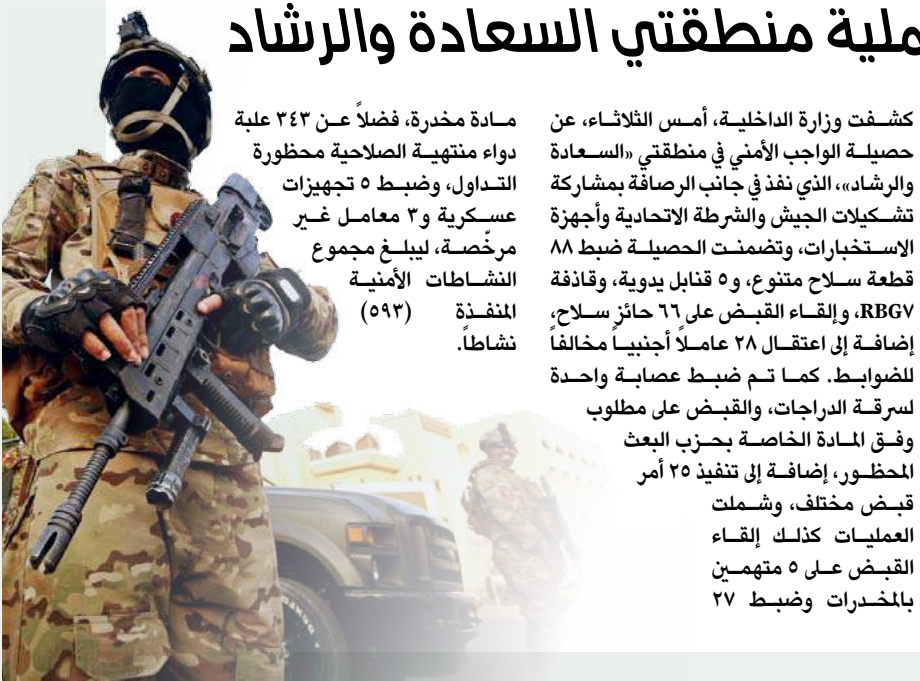 ملية منطقتي السعادة والرشاد
كشفت وزارة الداخلية، أمس الثلاثاء، عن
حصيلة الواجب الأمني في منطقتي «السعادة
والرشاد»، الذي نفذ في جانب الرصافة بمشاركة
تشكيلات الجيش والشرطة الاتحادية وأجهزة
الاستخبارات، وتضمنت الحصيلة ضبط ٨٨
قطعة سلاح متنوع، و٥ قنابل يدوية، وقاذفة
RBG٧، وإلقاء القبض على ٦٦ حائز سلاح،
إضافة إلى اعتقال ٢٨ عاملاً أجنبياً مخالفاً
للضوابط. كما تم ضبط عصابة واحدة
لسرقة الدراجات، والقبض على مطلوب
وفق المادة الخاصة بحزب البعث
المحظور، إضافة إلى تنفيذ ٢٥ أمر
قبض مختلف، وشملت
العمليات كذلك إلقاء
القبض على ٥ متهمين
بالمخدرات وضبط ٢٧
مادة مخدرة، فضلاً عن ٣٤٣ علبة
دواء منتهية الصلاحية محظورة
التداول، وضبط ٥ تجهيزات
عسكرية و٣ معامل غير
مرخّصة، ليبلغ مجموع
النشاطات الأمنية
المنفذة (٥٩٣)
نشاطاً.